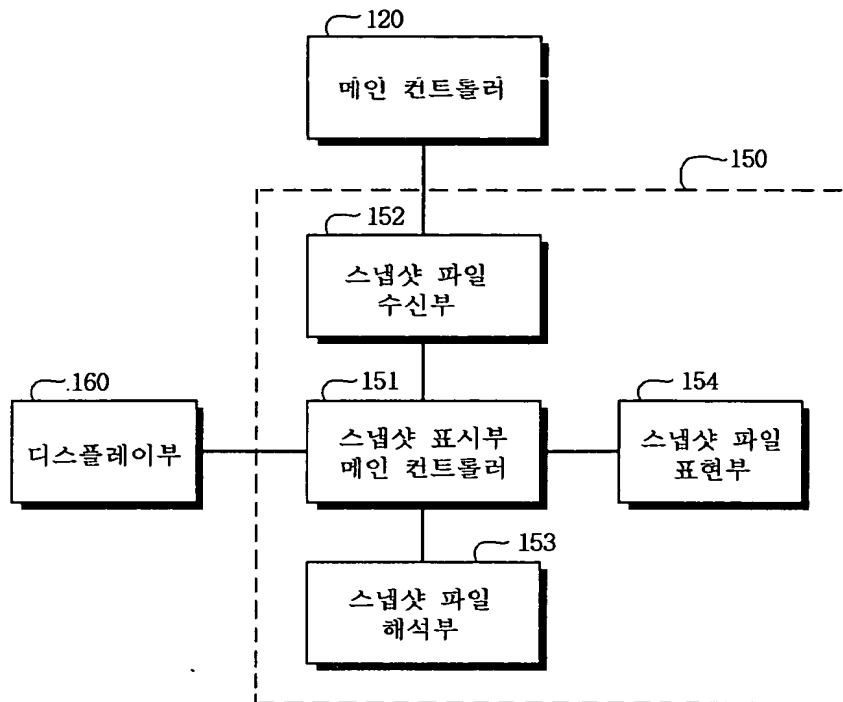 120
메인 컨트롤러
150
152
스냅샷 파일
수신부
160
디스플레이부
151
스냅샷 표시부
메인 컨트롤러
154
스냅샷 파일
표현부
153
스냅샷 파일
해석부